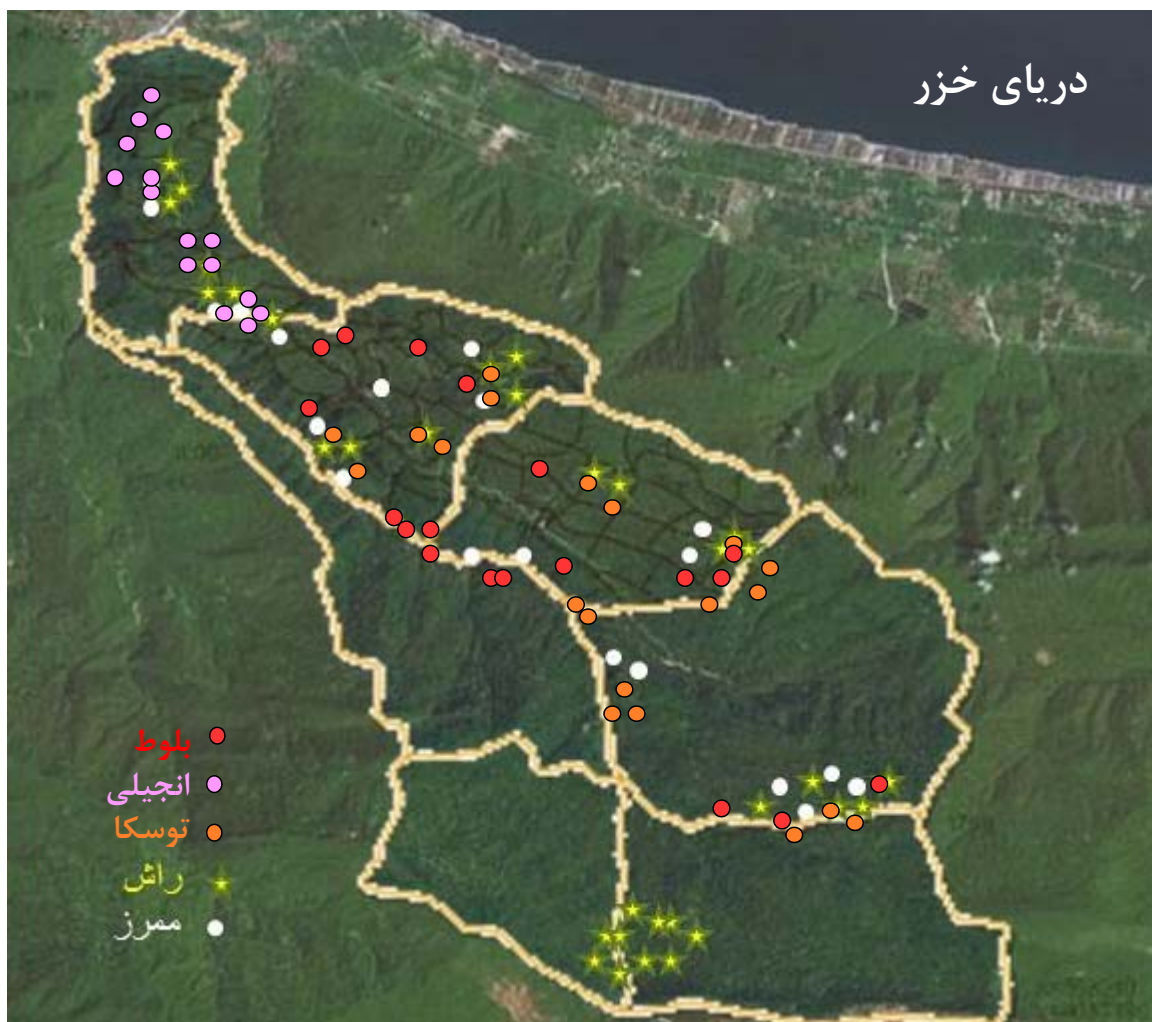 دریای خزر
بلوط
انجیلی
توسکا
راش
ممرز